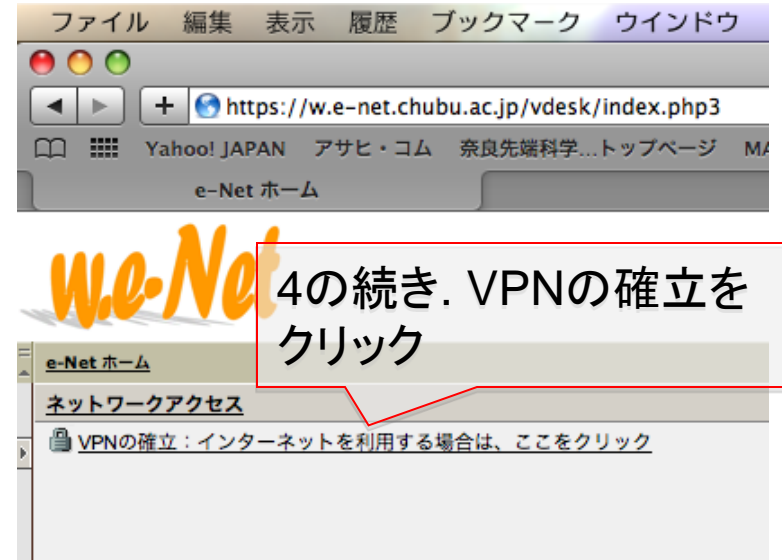 ファイル 編集 表示 履歴 ブックマーク ウインドウ
https://w.e-net.chubu.ac.jp/vdesk/index.php3
Yahoo! JAPAN アサヒ・コム 奈良先端科学...トップページ MA
e-Net ホーム
w.e-Net
4の続き. VPNの確立を
クリック
e-Net ホーム
ネットワークアクセス
VPNの確立：インターネットを利用する場合は、ここをクリック